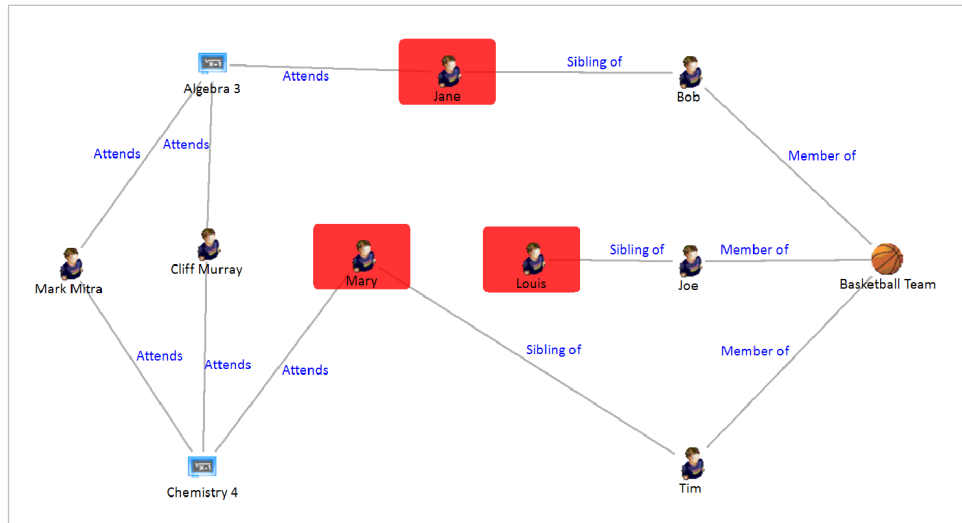 Algebra 3
Attends
Jane
Sibling of
Bob
Attends
Attends
Member of
Mark Mitra
Cliff Murray
Mary
Louis
Sibling of
Joe
Member of
Basketball Team
Attends
Attends
Attends
Sibling of
Member of
Chemistry 4
Tim